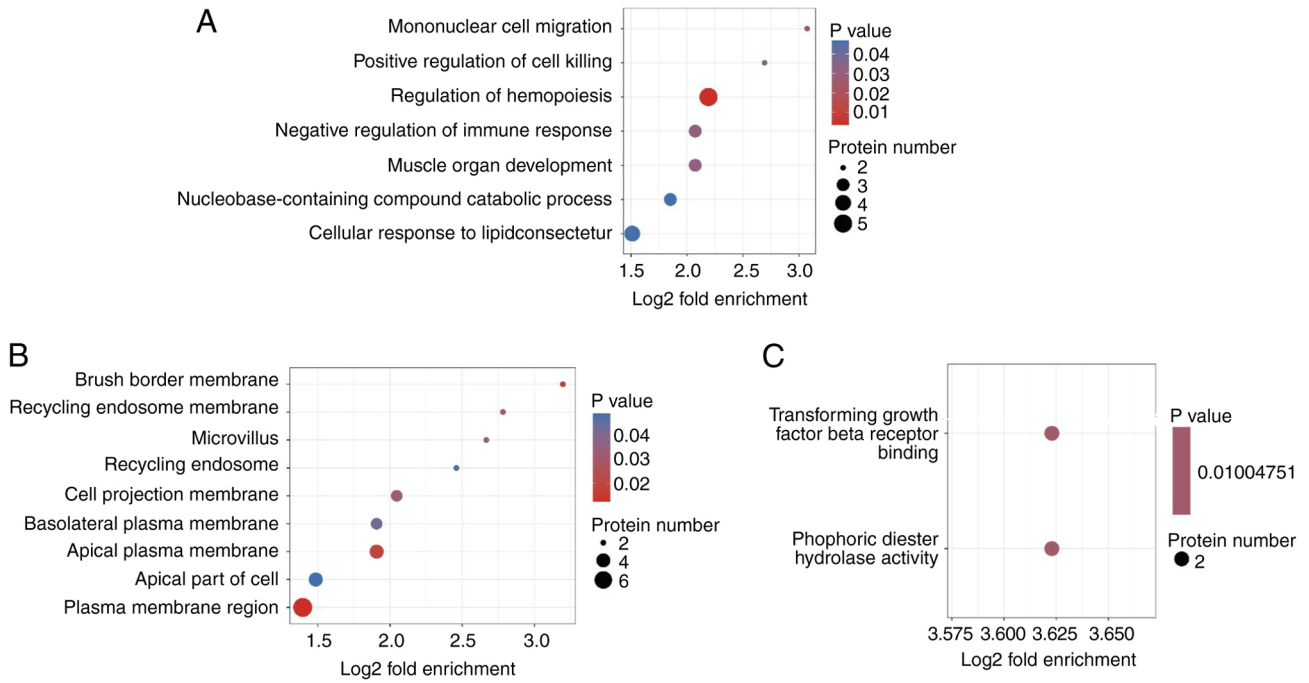 A
Mononuclear cell migration
Positive regulation of cell killing
Regulation of hemopoiesis
Negative regulation of immune response
Muscle organ development
Nucleobase-containing compound catabolic process
Cellular response to lipidconsectetur
1.5 2.0 2.5 3.0
Log2 fold enrichment
P value
0.04
0.03
0.02
0.01
Protein number
2
3
4
5
B
Brush border membrane
Recycling endosome membrane
Microvillus
Recycling endosome
Cell projection membrane
Basolateral plasma membrane
Apical plasma membrane
Apical part of cell
Plasma membrane region
1.5 2.0 2.5 3.0
Log2 fold enrichment
P value
0.04
0.03
0.02
Protein number
2
4
6
C
Transforming growth
factor beta receptor
binding
Phophoric diester
hydrolase activity
3.575 3.600 3.625 3.650
Log2 fold enrichment
P value
0.01004751
Protein number
2